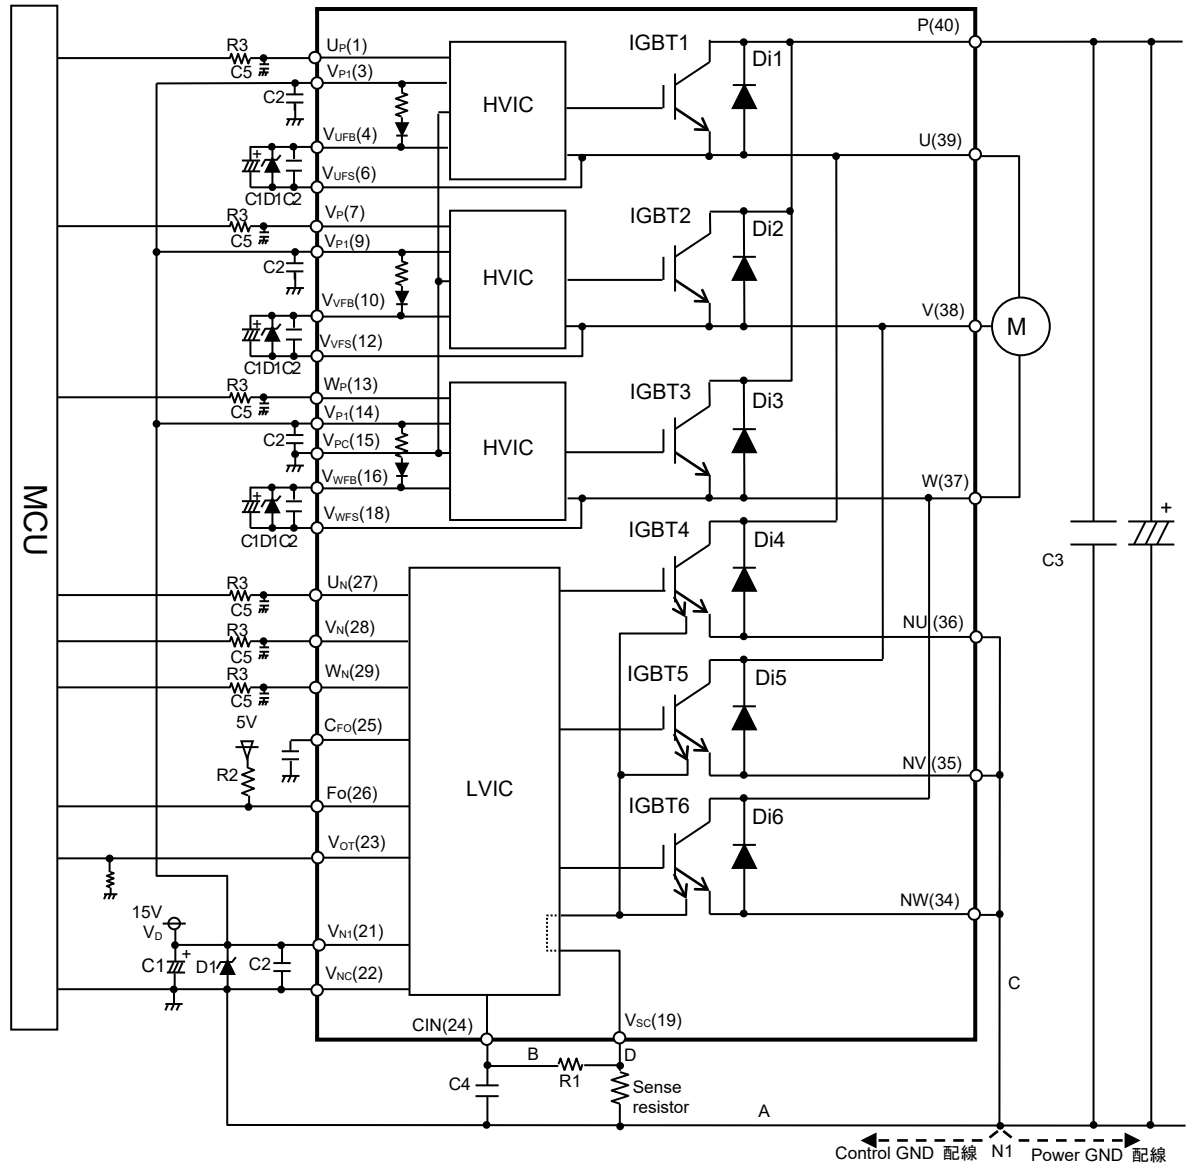 P(40)
IGBT1
Di1
R3
C5
UP(1)
VP1(3)
C2
HVIC
VUFB(4)
U(39)
VUFS(6)
C1D1C2
R3
C5
VP(7)
IGBT2
Di2
VP1(9)
C2
HVIC
VVFB(10)
V(38)
M
VVFS(12)
C1D1C2
R3
C5
WP(13)
IGBT3
Di3
VP1(14)
C2
VPC(15)
HVIC
VWFB(16)
W(37)
VWFS(18)
C1D1C2
MCU
IGBT4
Di4
+
C3
R3
C5
UN(27)
NU(36)
R3
C5
VN(28)
R3
C5
WN(29)
IGBT5
Di5
5V
R2
CFO(25)
NV(35)
LVIC
Fo(26)
IGBT6
Di6
VOT(23)
NW(34)
15V
VD
VN1(21)
C1
+
D1
C2
VNC(22)
C
CIN(24)
VSC(19)
B
D
C4
R1
Sense
resistor
A
Control GND 配線 N1 Power GND 配線